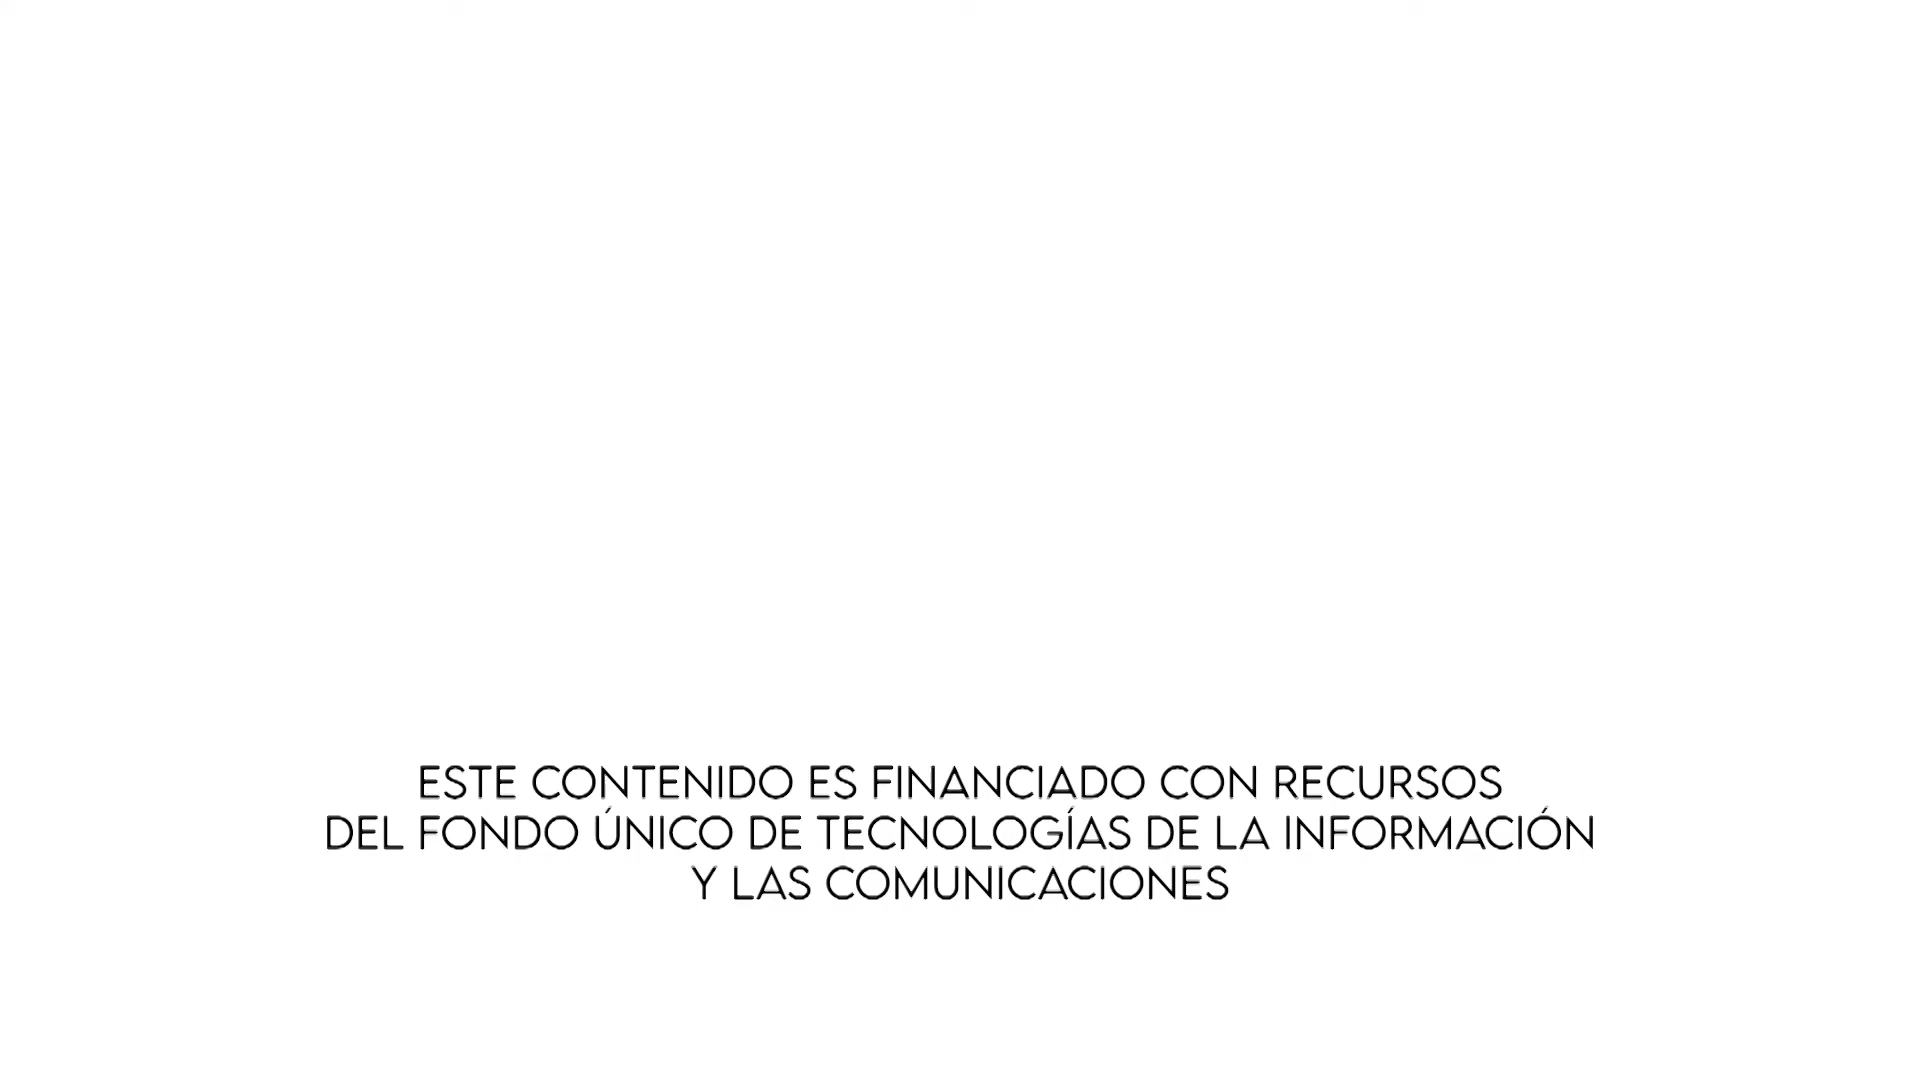 ESTE CONTENIDO ES FINANCIADO CON RECURSOS
DEL FONDO ÚNICO DE TECNOLOGÍAS DE LA INFORMACIÓN
Y LAS COMUNICACIONES